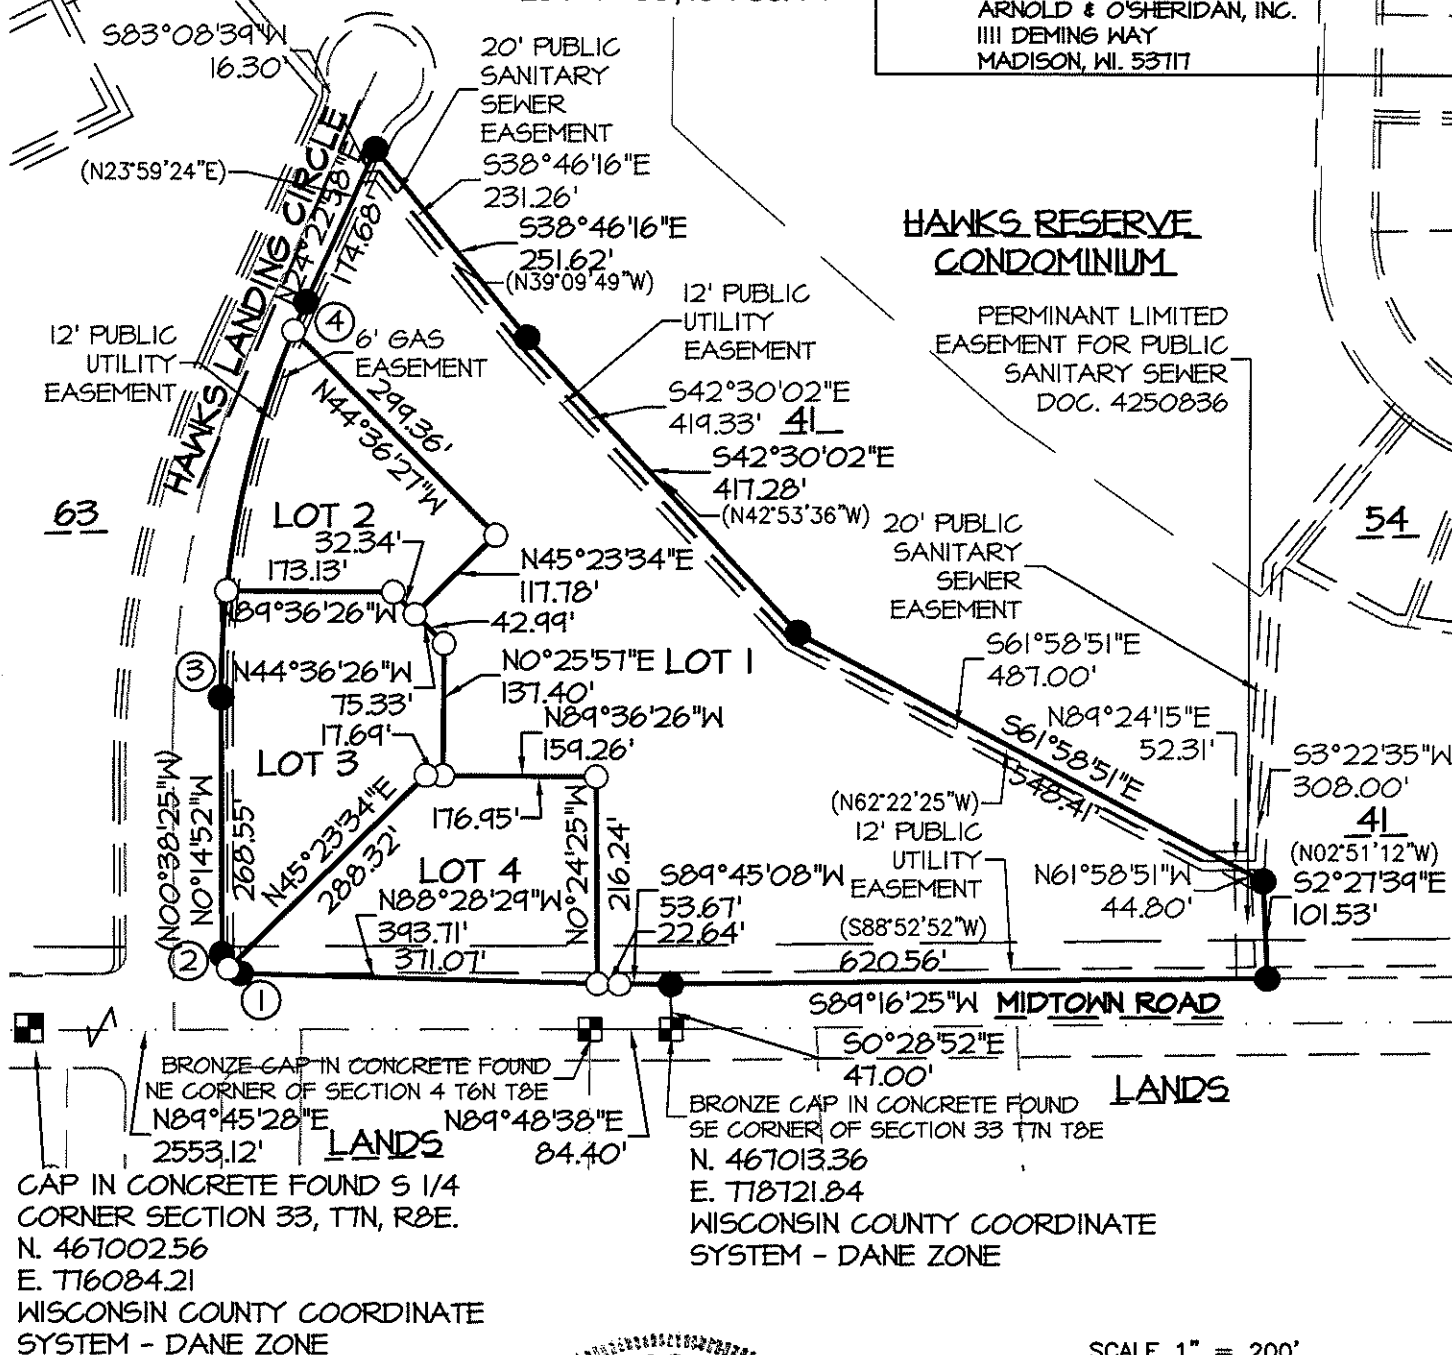 ARNOLD & O'SHERIDAN, INC.
1111 DEMING WAY
MADISON, WI. 53717
S83°08'39"W
16.30'
20' PUBLIC
SANITARY
SEWER
EASEMENT
(N23°59'24"E)
S38°46'16"E
231.26'
S38°46'16"E
251.62'
(N39°09'49"W)
HAWKS LANDING CIRCLE
N24°22'58"E
174.68'
HAWKS RESERVE
CONDOMINIUM
12' PUBLIC
UTILITY
EASEMENT
PERMINANT LIMITED
EASEMENT FOR PUBLIC
SANITARY SEWER
DOC. 4250836
4
12' PUBLIC
UTILITY
EASEMENT
6' GAS
EASEMENT
299.36'
N44°36'27"W
S42°30'02"E
419.33'
41
S42°30'02"E
417.28'
(N42°53'36"W)
63
LOT 2
32.34'
173.13'
N89°36'26"W
N45°23'34"E
117.78'
42.99'
20' PUBLIC
SANITARY
SEWER
EASEMENT
54
3
N44°36'26"W
75.33'
17.69'
N0°25'57"E
137.40'
LOT 1
N89°36'26"W
159.26'
S61°58'51"E
487.00'
S61°58'51"E
548.41'
N89°24'15"E
52.31'
S3°22'35"W
308.00'
41
(N02°51'12"W)
S2°27'39"E
101.53'
LOT 3
176.95'
(N62°22'25"W)
12' PUBLIC
UTILITY
EASEMENT
N61°58'51"W
44.80'
(N00°38'25"W)
N0°14'52"W
268.55'
N45°23'34"E
288.32'
LOT 4
N0°24'25"W
216.24'
N88°28'29"W
393.71'
371.07'
S89°45'08"W
53.67'
22.64'
(S88°52'52"W)
620.56'
2
1
S89°16'25"W
MIDTOWN ROAD
S0°28'52"E
47.00'
BRONZE CAP IN CONCRETE FOUND
NE CORNER OF SECTION 4 T6N T8E
N89°45'28"E
2553.12'
LANDS
N89°48'38"E
84.40'
LANDS
BRONZE CAP IN CONCRETE FOUND
SE CORNER OF SECTION 33 T7N T8E
N. 467013.36
E. 778721.84
WISCONSIN COUNTY COORDINATE
SYSTEM - DANE ZONE
CAP IN CONCRETE FOUND S 1/4
CORNER SECTION 33, T7N, R8E.
N. 467002.56
E. 776084.21
WISCONSIN COUNTY COORDINATE
SYSTEM - DANE ZONE
SCALE 1" = 200'